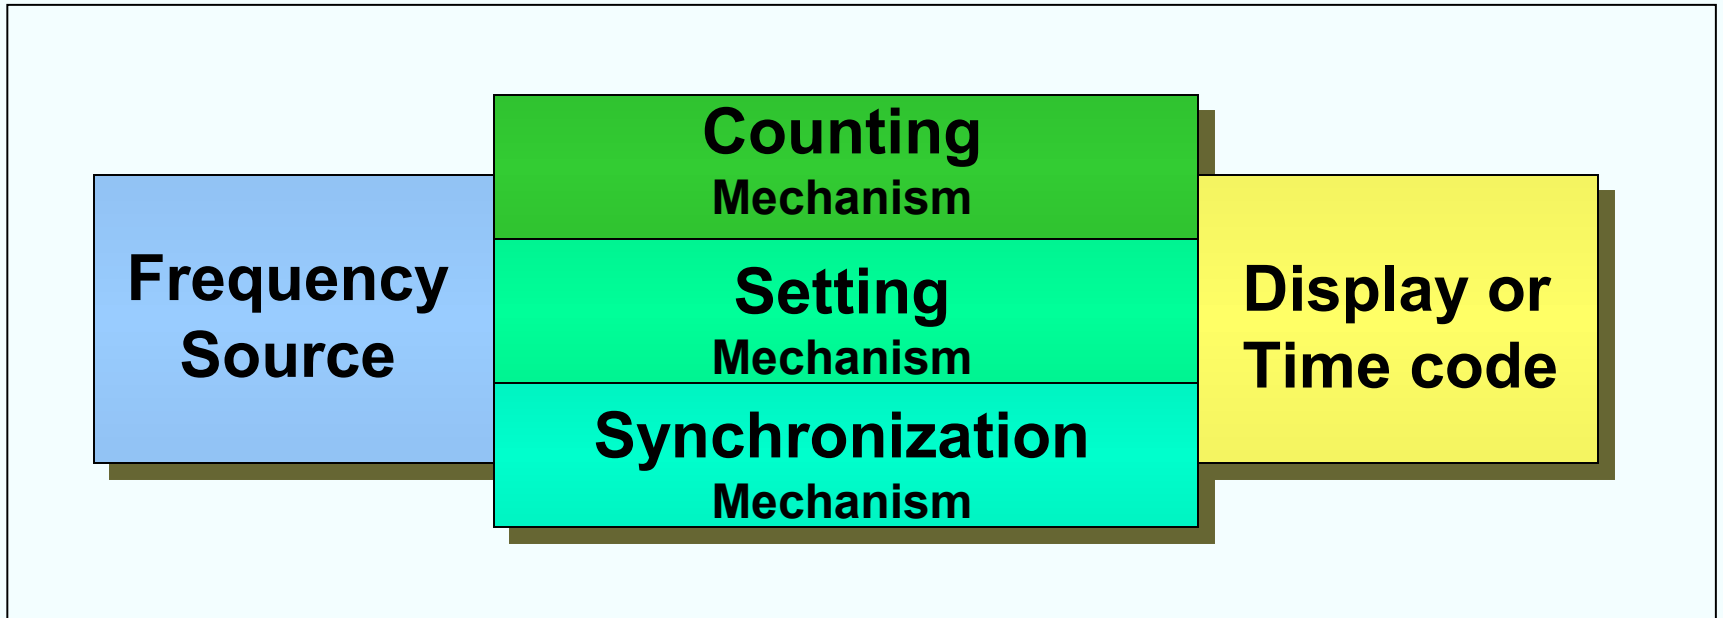 Frequency
Source
Counting
Mechanism
Setting
Mechanism
Synchronization
Mechanism
Display or
Time code